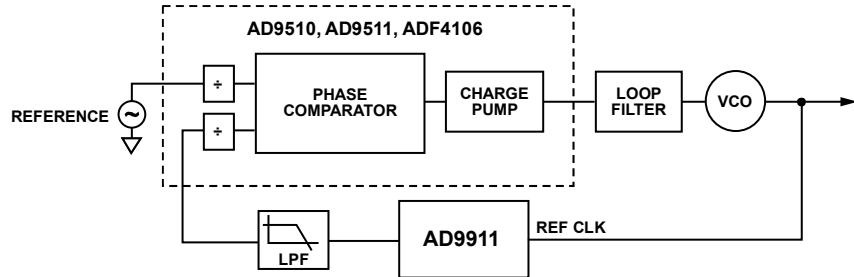 AD9510, AD9511, ADF4106
REFERENCE
÷
÷
PHASE
COMPARATOR
CHARGE
PUMP
LOOP
FILTER
VCO
LPF
AD9911
REF CLK